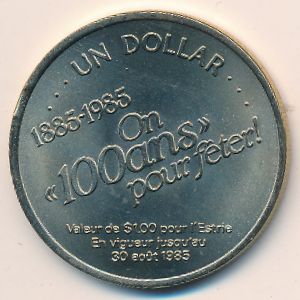 UN DOLLAR
1885-1985
On
«100ans»
pour fêter!
Valeur de $1.00 pour l'Estrie
En vigueur jusqu'au
30 août 1985